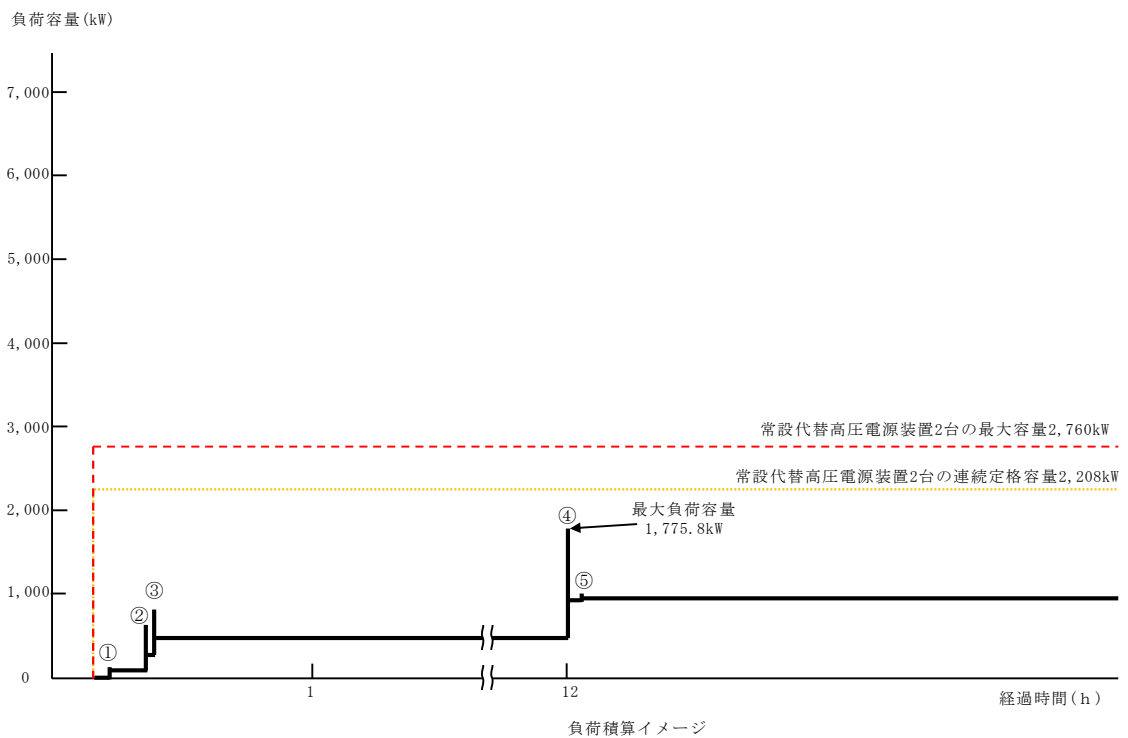 負荷容量(kW)
7,000
6,000
5,000
4,000
3,000
常設代替高圧電源装置2台の最大容量2,760kW
常設代替高圧電源装置2台の連続定格容量2,208kW
2,000
④
最大負荷容量
1,775.8kW
⑤
1,000
③
②
①
0
1
12
経過時間(h)
負荷積算イメージ